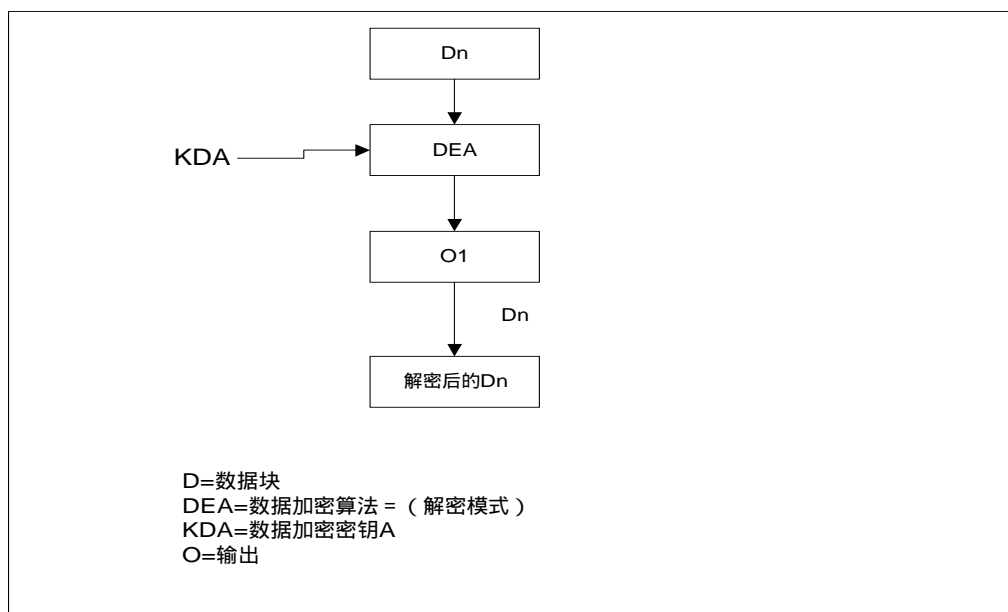 Dn
DEA
KDA
O1
Dn
解密后的Dn
D=数据块
DEA=数据加密算法=(解密模式)
KDA=数据加密密钥A
O=输出